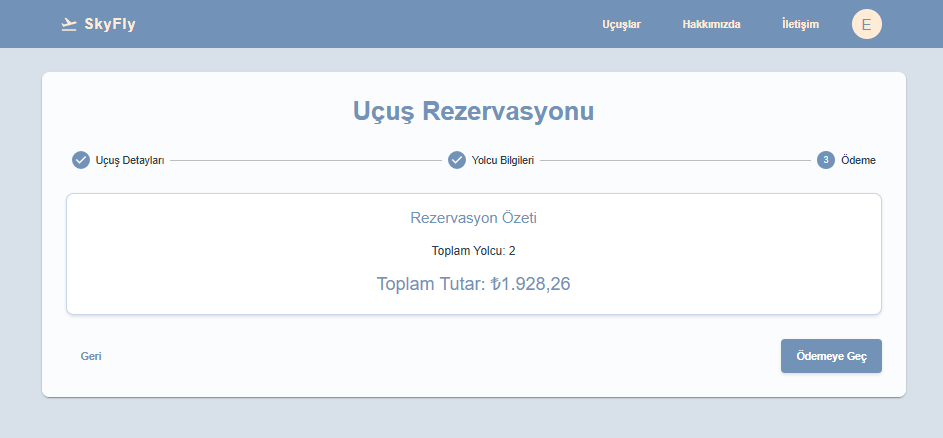 SkyFly
Uçuşlar
Hakkımızda
İletişim
E
Uçuş Rezervasyonu
Uçuş Detayları
Yolcu Bilgileri
3
Ödeme
Rezervasyon Özeti
Toplam Yolcu: 2
Toplam Tutar: ₺1.928,26
Geri
Ödemeye Geç